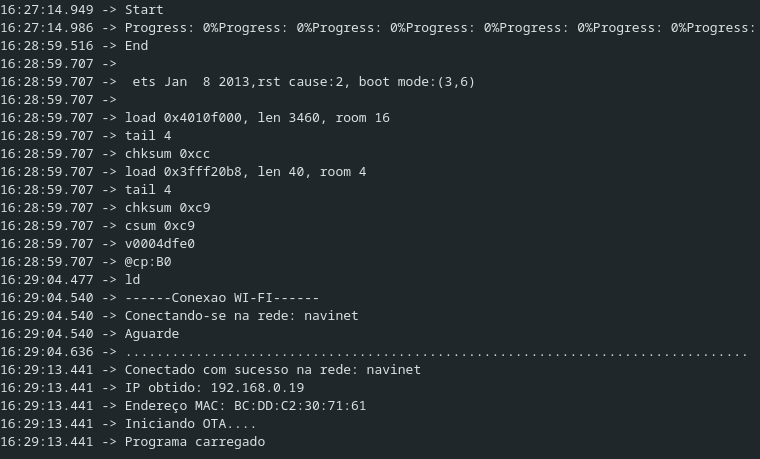 16:27:14.949 -> Start
16:27:14.986 -> Progress: 0%Progress: 0%Progress: 0%Progress: 0%Progress: 0%Progress: 0%Progress:
16:28:59.516 -> End
16:28:59.707 ->
16:28:59.707 ->  ets Jan  8 2013,rst cause:2, boot mode:(3,6)
16:28:59.707 ->
16:28:59.707 -> load 0x4010f000, len 3460, room 16
16:28:59.707 -> tail 4
16:28:59.707 -> chksum 0xcc
16:28:59.707 -> load 0x3fff20b8, len 40, room 4
16:28:59.707 -> tail 4
16:28:59.707 -> chksum 0xc9
16:28:59.707 -> csum 0xc9
16:28:59.707 -> v0004dfe0
16:28:59.707 -> @cp:B0
16:29:04.477 -> ld
16:29:04.540 -> ------Conexao WI-FI------
16:29:04.540 -> Conectando-se na rede: navinet
16:29:04.540 -> Aguarde
16:29:04.636 -> ................................................................................
16:29:13.441 -> Conectado com sucesso na rede: navinet
16:29:13.441 -> IP obtido: 192.168.0.19
16:29:13.441 -> Endereço MAC: BC:DD:C2:30:71:61
16:29:13.441 -> Iniciando OTA....
16:29:13.441 -> Programa carregado